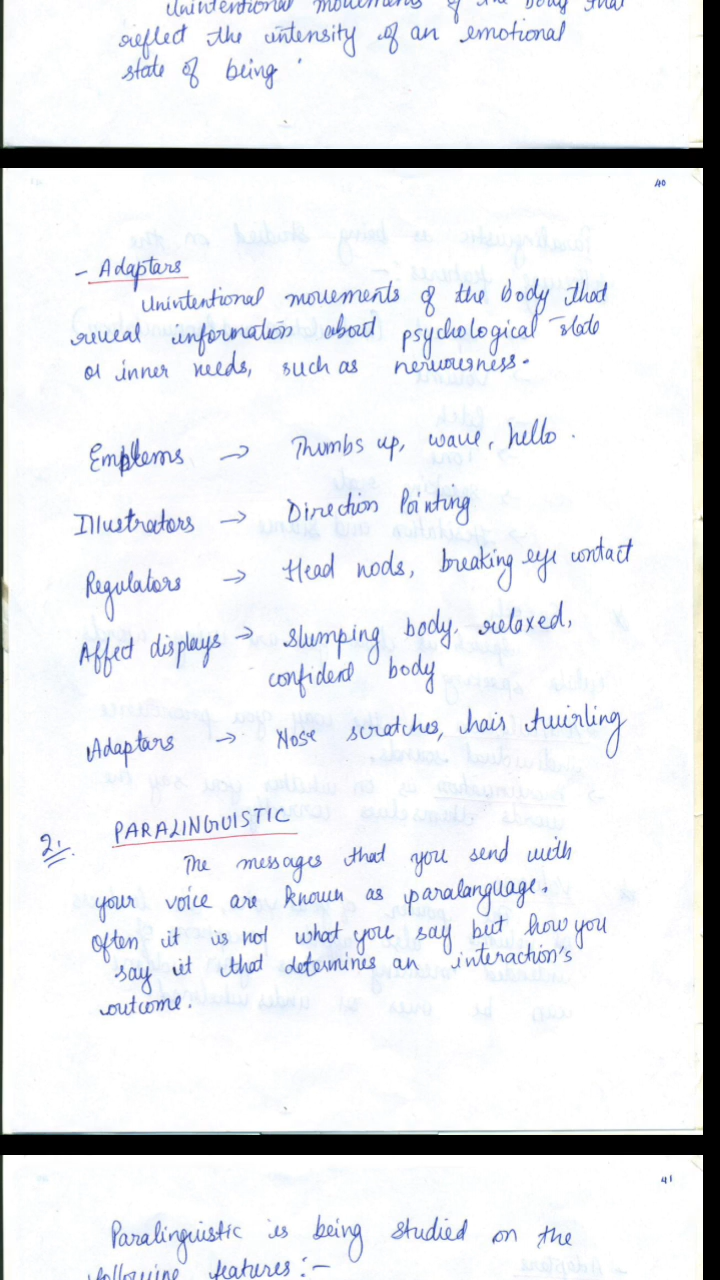 Unintentional movements of the body that
reflect the intensity of an emotional
state of being.
40
- Adaptars
Unintentional movements of the body that
reveal information about psychological state
or inner needs, such as nervousness.
Emblems → Thumbs up, wave, hello.
Illustrators → Direction Pointing
Regulators → Head nods, breaking eye contact
Affect displays → slumping body, relaxed,
confident body
Adaptars → Nose scratches, hair twirling
2. PARALINGUISTIC
The messages that you send with
your voice are known as paralanguage.
Often it is not what you say but how you
say it that determines an interaction's
outcome.
41
Paralinguistic is being studied on the
following features:-